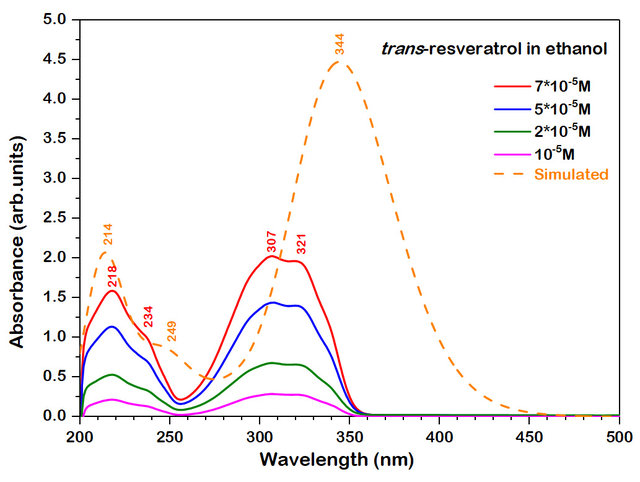 trans-resveratrol in ethanol
7*10⁻⁵M
5*10⁻⁵M
2*10⁻⁵M
10⁻⁵M
Simulated
344
307
321
214
218
234
249
Absorbance (arb.units)
5.0
4.5
4.0
3.5
3.0
2.5
2.0
1.5
1.0
0.5
0.0
200 250 300 350 400 450 500
Wavelength (nm)